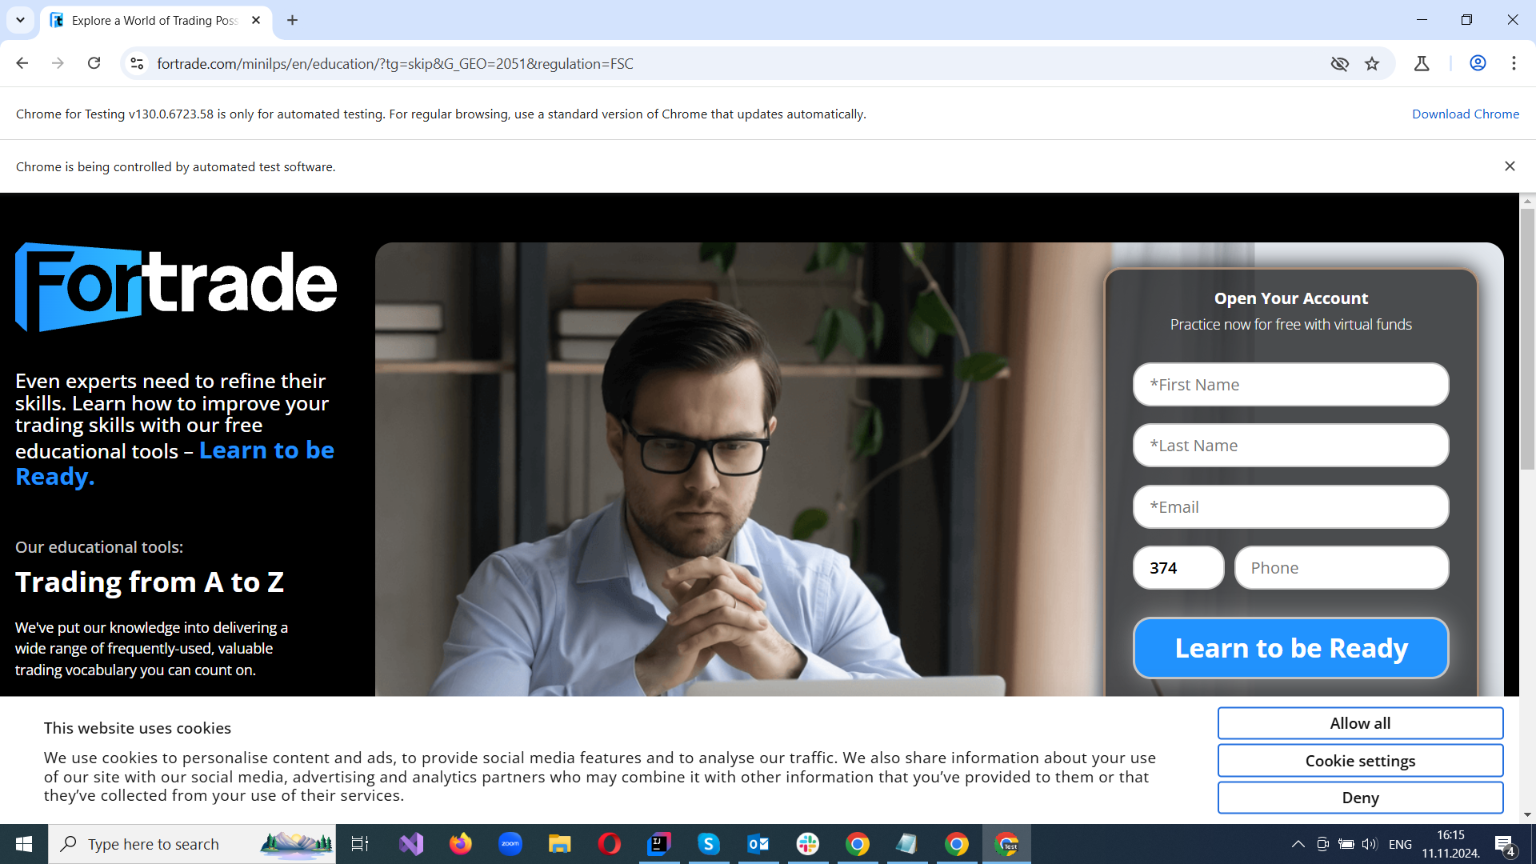 Explore a World of Trading Poss
fortrade.com/minilps/en/education/?tg=skip&G_GEO=2051&regulation=FSC
Chrome for Testing v130.0.6723.58 is only for automated testing. For regular browsing, use a standard version of Chrome that updates automatically.
Download Chrome
Chrome is being controlled by automated test software.
Fortrade
Even experts need to refine their
skills. Learn how to improve your
trading skills with our free
educational tools – Learn to be
Ready.
Our educational tools:
Trading from A to Z
We've put our knowledge into delivering a
wide range of frequently-used, valuable
trading vocabulary you can count on.
Open Your Account
Practice now for free with virtual funds
*First Name
*Last Name
*Email
374
Phone
Learn to be Ready
This website uses cookies
We use cookies to personalise content and ads, to provide social media features and to analyse our traffic. We also share information about your use
of our site with our social media, advertising and analytics partners who may combine it with other information that you’ve provided to them or that
they’ve collected from your use of their services.
Allow all
Cookie settings
Deny
Type here to search
zoom
Test
ENG
16:15
11.11.2024.
4